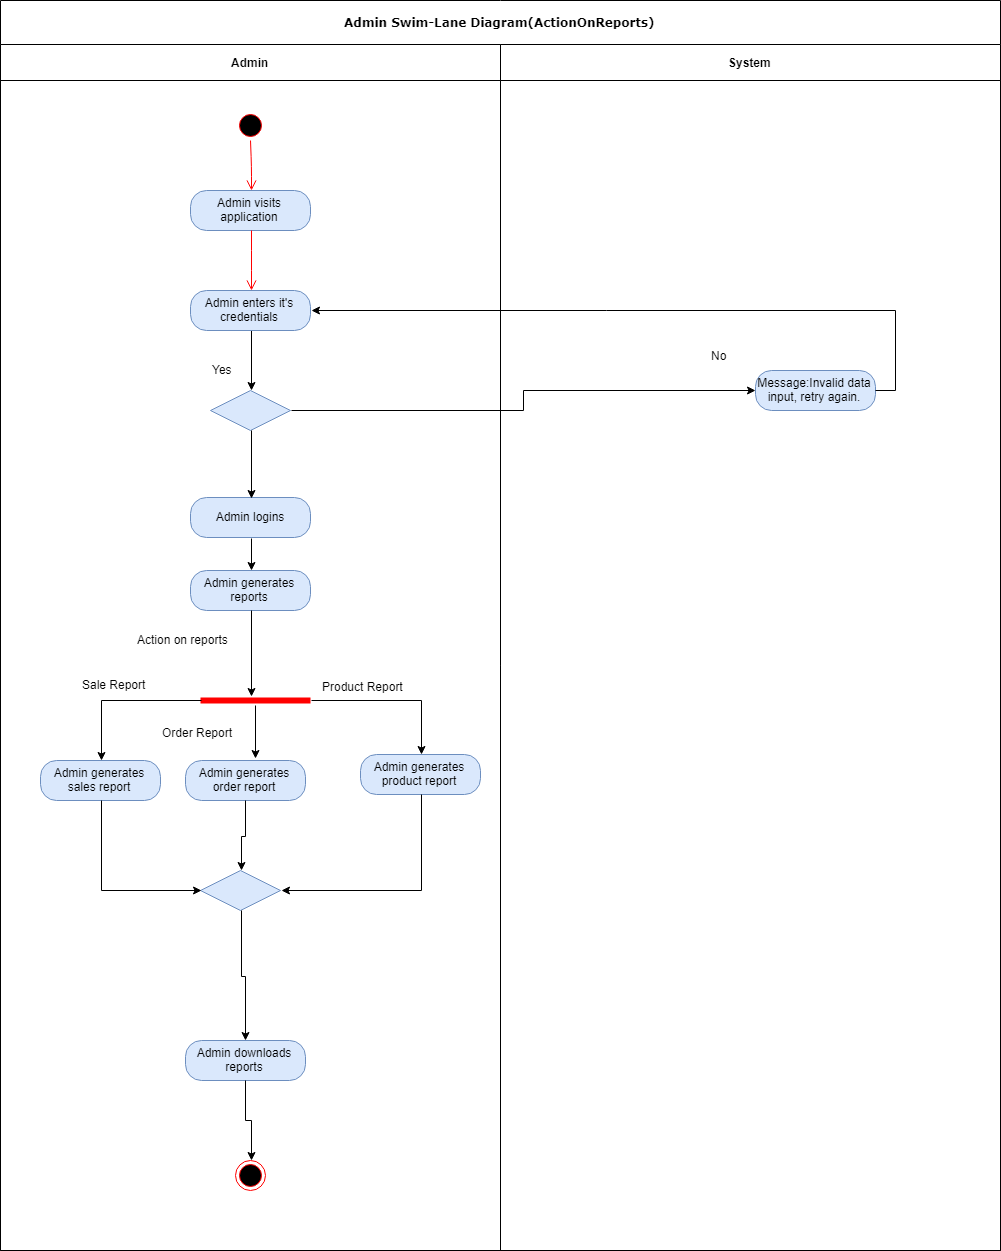 Admin Swim-Lane Diagram(ActionOnReports)
Admin
System
Admin visits
application
Admin enters it's
credentials
No
Yes
Message:Invalid data
input, retry again.
Admin logins
Admin generates
reports
Action on reports
Sale Report
Product Report
Order Report
Admin generates
sales report
Admin generates
order report
Admin generates
product report
Admin downloads
reports